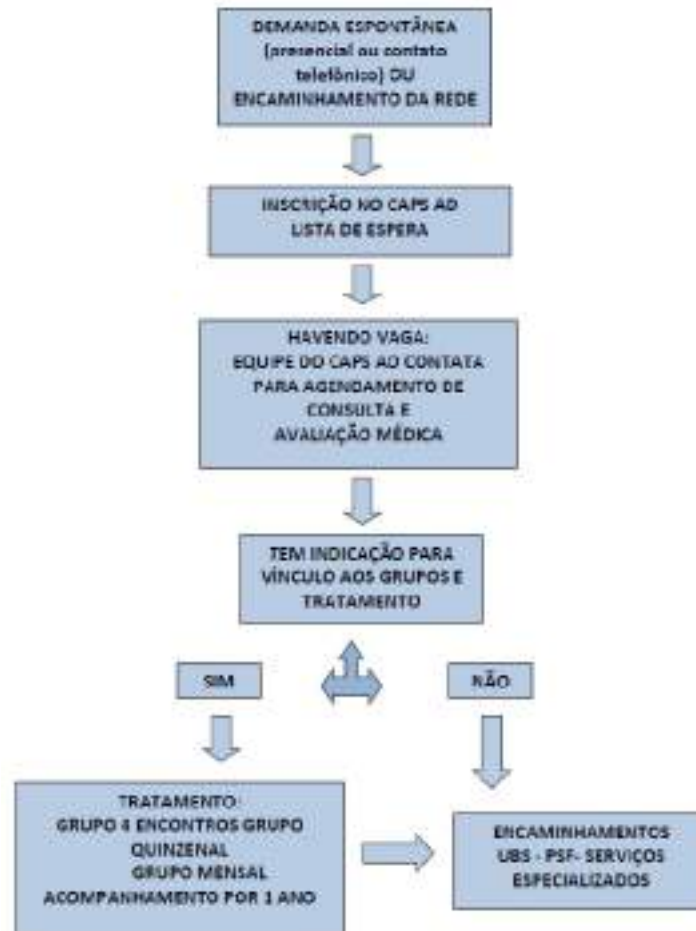 DEMANDA ESPONTÂNEA
(presencial ou contato
telefônico) OU
ENCAMINHAMENTO DA REDE
INSCRIÇÃO NO CAPS AD
LISTA DE ESPERA
HAVENDO VAGA:
EQUIPE DO CAPS AD CONTATA
PARA AGENDAMENTO DE
CONSULTA E
AVALIAÇÃO MÉDICA
TEM INDICAÇÃO PARA
VÍNCULO AOS GRUPOS E
TRATAMENTO
SIM
NÃO
TRATAMENTO:
GRUPO 4 ENCONTROS GRUPO
QUINZENAL
GRUPO MENSAL
ACOMPANHAMENTO POR 1 ANO
ENCAMINHAMENTOS
UBS - PSF- SERVIÇOS
ESPECIALIZADOS